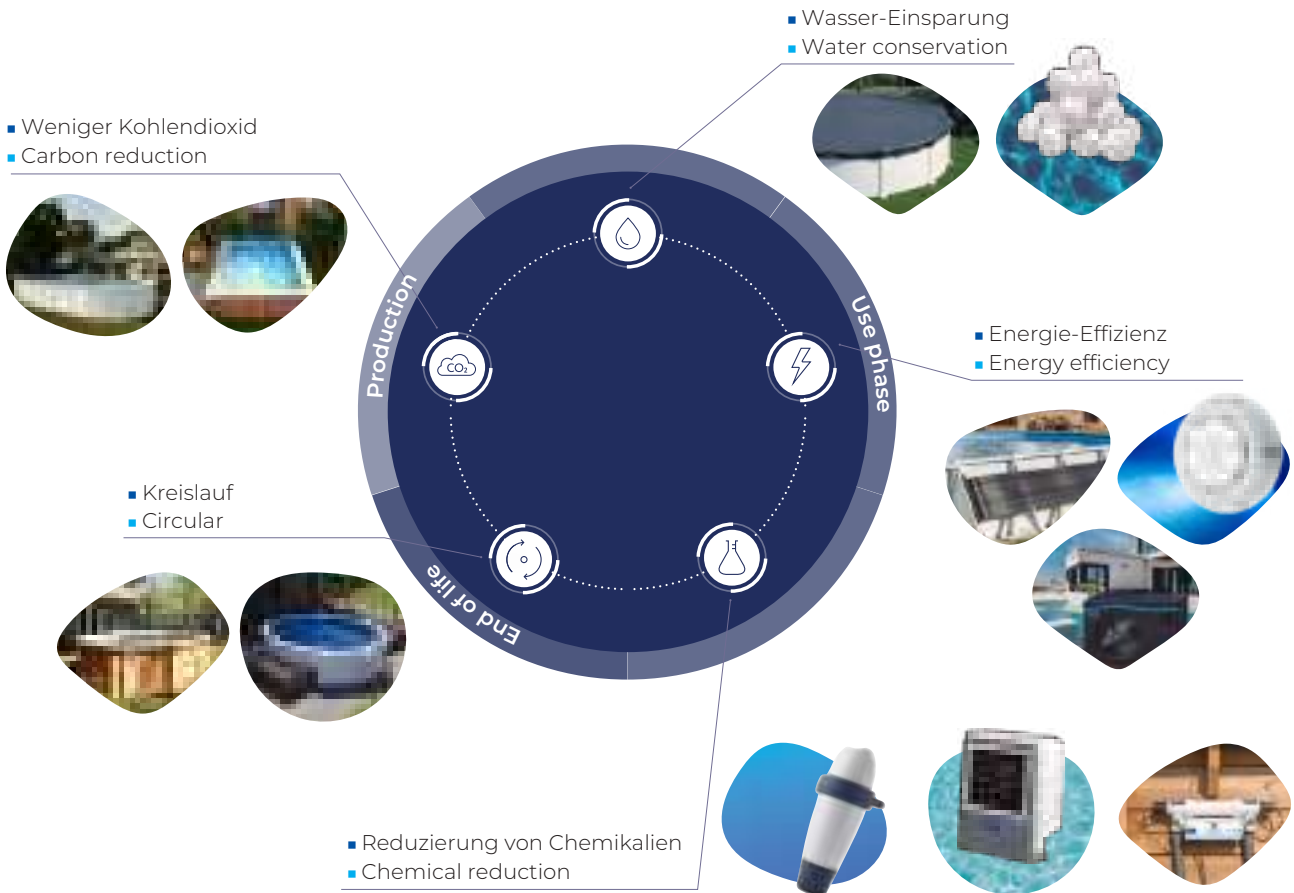 Wasser-Einsparung
Water conservation
Weniger Kohlendioxid
Carbon reduction
Production
Use phase
CO₂
Energie-Effizienz
Energy efficiency
Kreislauf
Circular
End of life
Reduzierung von Chemikalien
Chemical reduction